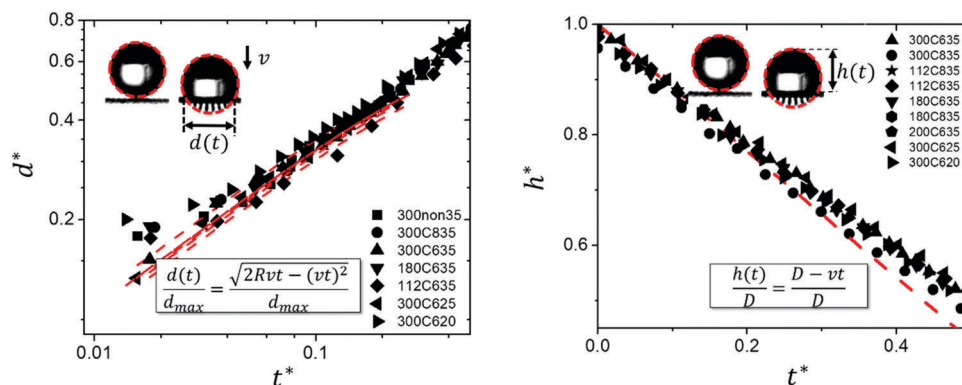 0.8
0.6
0.4
0.2
d*
v
d(t)
300non35
300C835
300C635
180C635
112C635
300C625
300C620
d(t)/d_max = √(2Rvt − (vt)²)/d_max
0.01
0.1
t*
1.0
0.8
0.6
h*
h(t)
300C635
300C835
112C835
112C635
180C635
180C835
200C635
300C625
300C620
h(t)/D = (D − vt)/D
0.0
0.2
0.4
t*